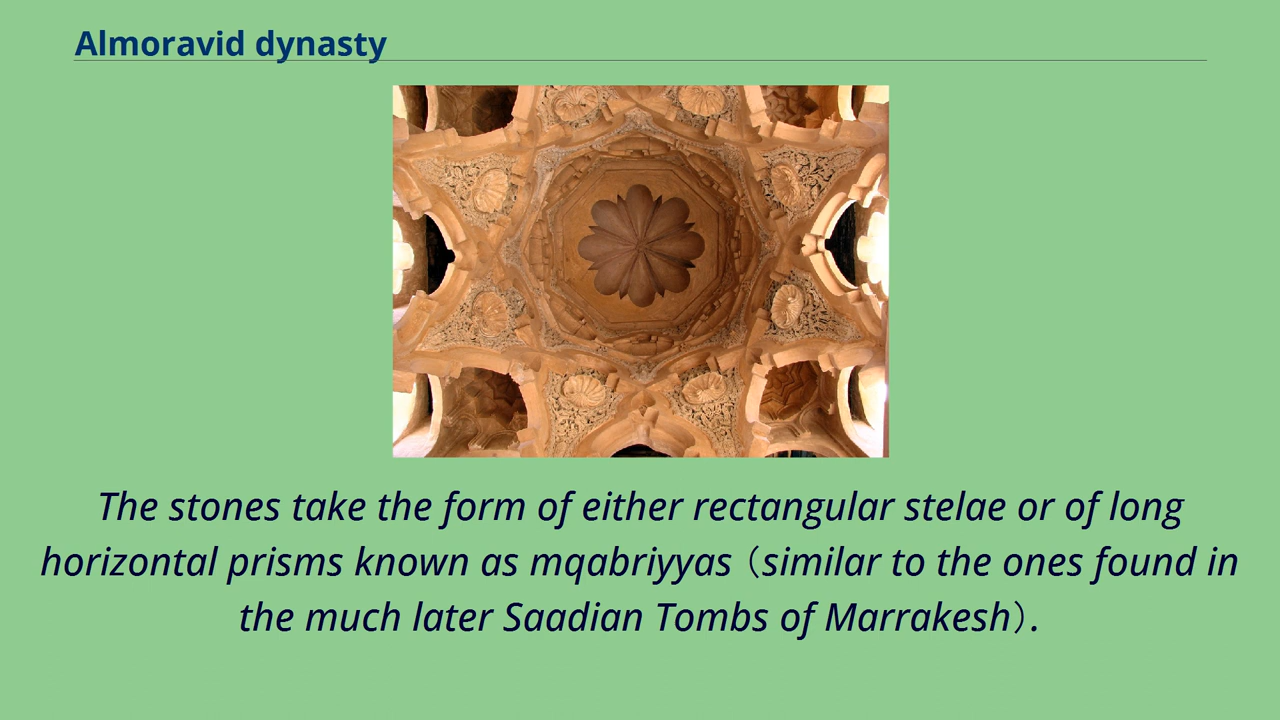 Almoravid dynasty
The stones take the form of either rectangular stelae or of long
horizontal prisms known as mqabriyyas（similar to the ones found in
the much later Saadian Tombs of Marrakesh）.